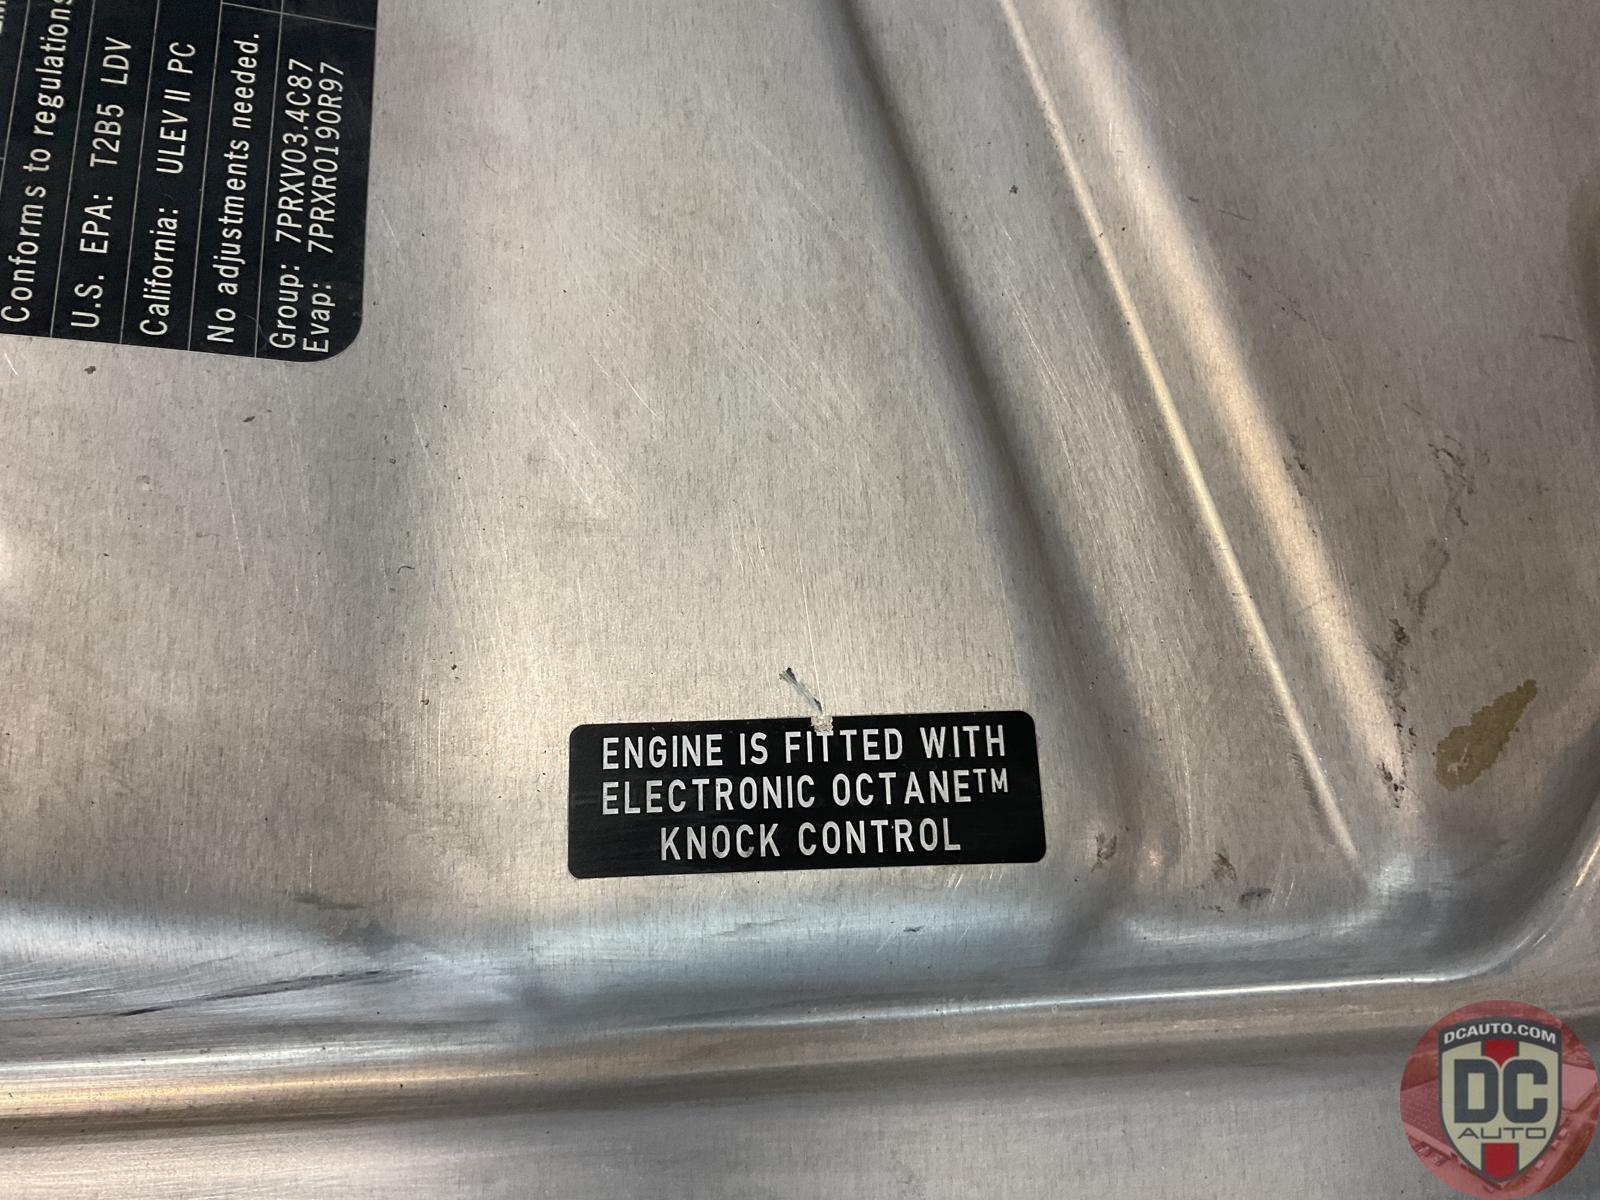 Conforms to regulations
U.S. EPA: T2B5 LDV
California: ULEV II PC
No adjustments needed.
Group: 7PRXV03.4C87
Evap: 7PRXR0190R97
ENGINE IS FITTED WITH
ELECTRONIC OCTANE™
KNOCK CONTROL
DCAUTO.COM
DC
AUTO